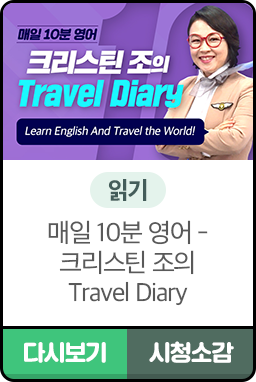 매일 10분 영어
크리스틴 조의
Travel Diary
Learn English And Travel the World!
읽기
매일 10분 영어 -
크리스틴 조의
Travel Diary
다시보기
시청소감